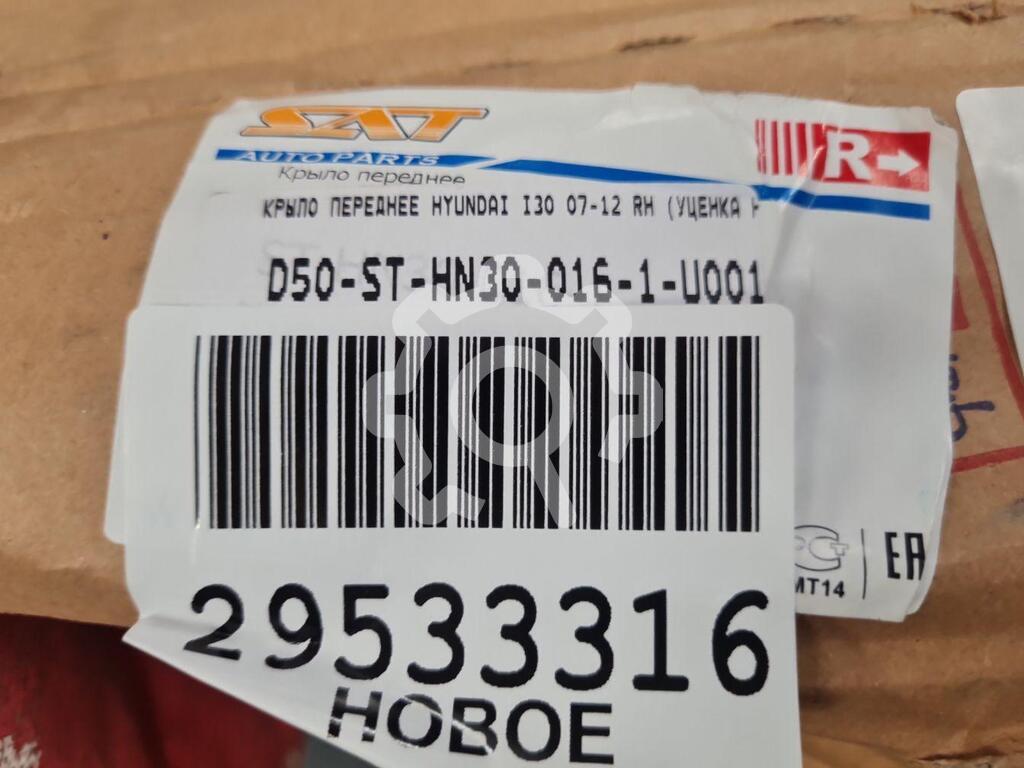 SAT
AUTO PARTS
Крыло переднее
R
КРЫЛО ПЕРЕДНЕЕ HYUNDAI I30 07-12 RH (УЦЕНКА
D50-ST-HN30-016-1-U001
29533316
НОВОЕ
МТ14